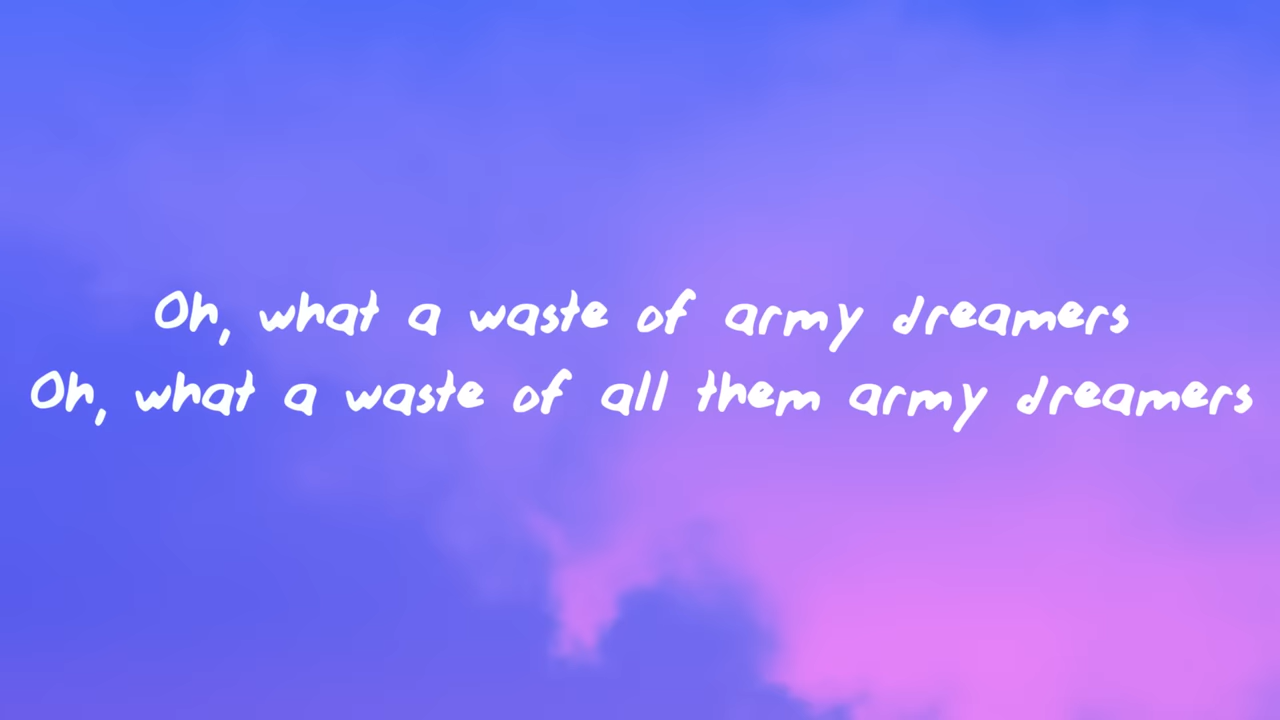 Oh, what a waste of army dreamers
Oh, what a waste of all them army dreamers